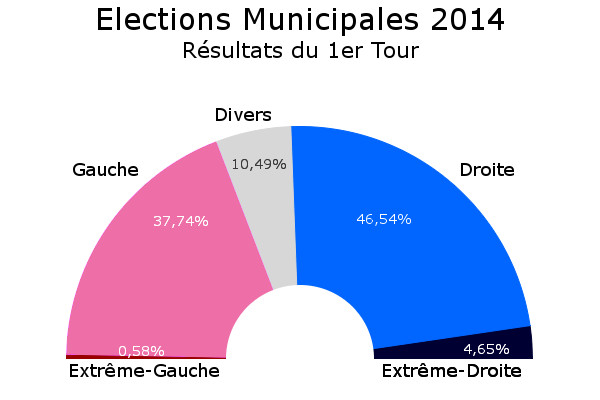 Elections Municipales 2014
Résultats du 1er Tour
Divers
Gauche
10,49%
Droite
37,74%
46,54%
0,58%
4,65%
Extrême-Gauche
Extrême-Droite